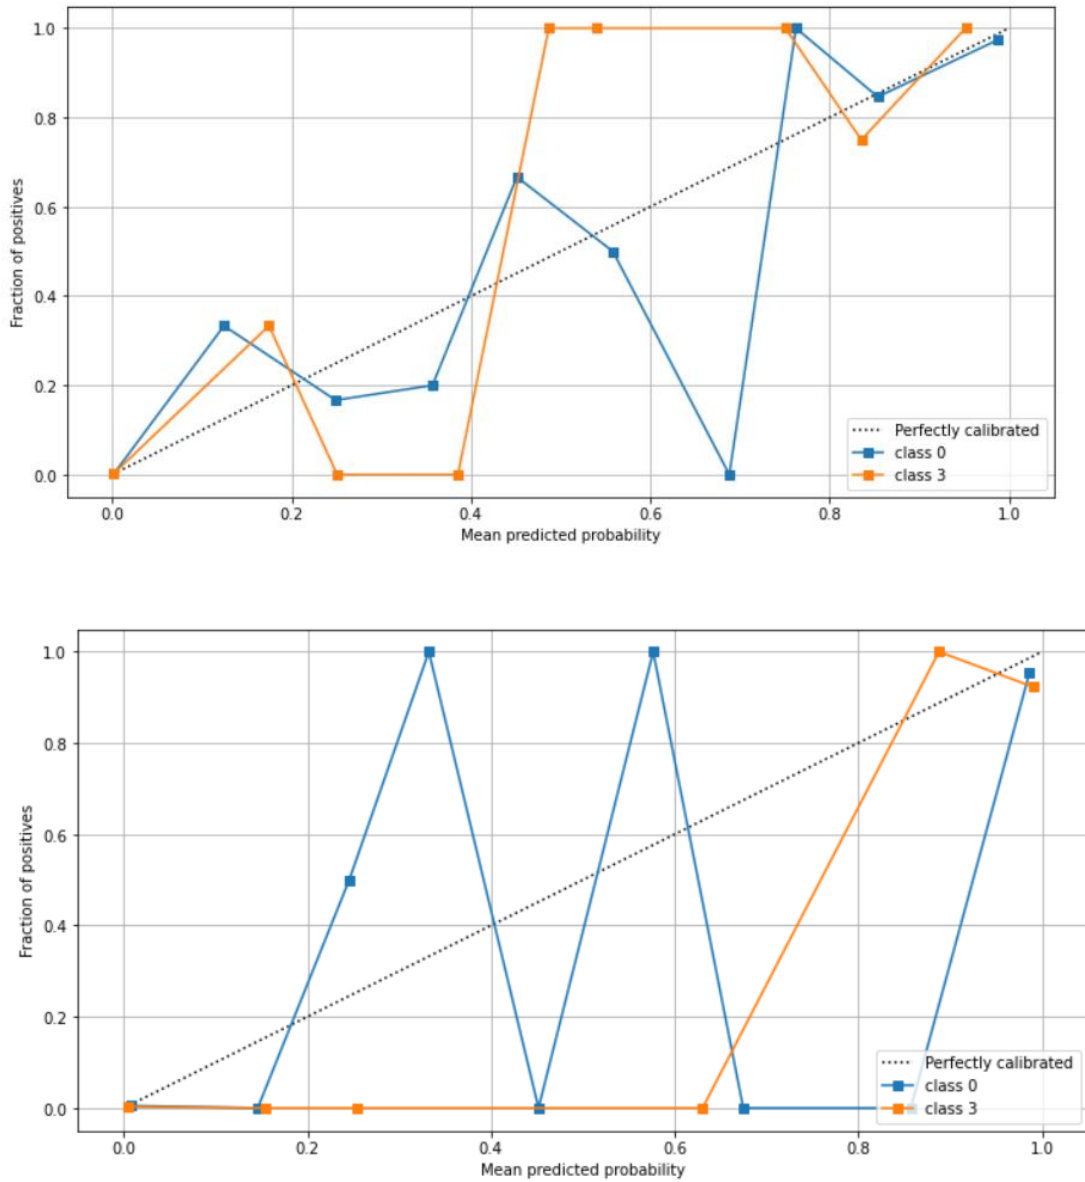 1.0
0.8
0.6
0.4
0.2
0.0
Fraction of positives
Perfectly calibrated
class 0
class 3
0.0 0.2 0.4 0.6 0.8 1.0
Mean predicted probability
1.0
0.8
0.6
0.4
0.2
0.0
Fraction of positives
Perfectly calibrated
class 0
class 3
0.0 0.2 0.4 0.6 0.8 1.0
Mean predicted probability